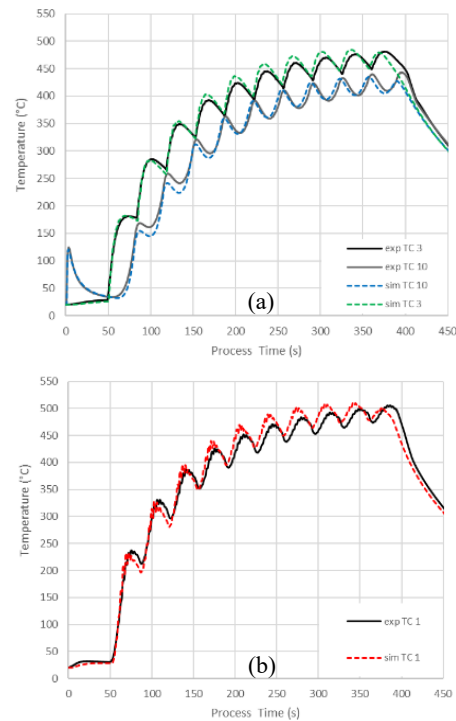 550
500
450
400
350
300
250
200
150
100
50
0
Temperature (°C)
exp TC 3
exp TC 10
sim TC 10
sim TC 3
(a)
0 50 100 150 200 250 300 350 400 450
Process Time (s)
550
500
450
400
350
300
250
200
150
100
50
0
Temperature (°C)
exp TC 1
sim TC 1
(b)
0 50 100 150 200 250 300 350 400 450
Process Time (s)